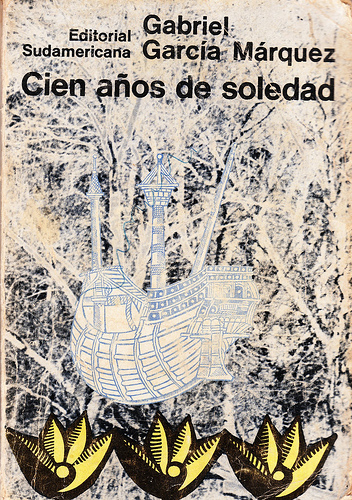 Editorial
Sudamericana
Gabriel
García Márquez
Cien años de soledad